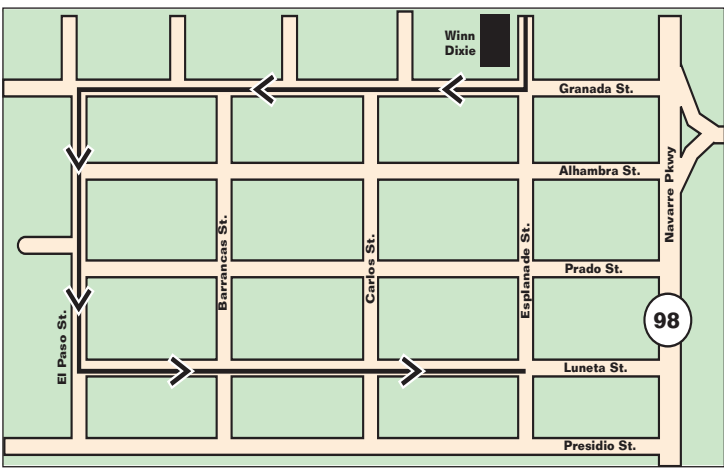 Winn
Dixie
Granada St.
Alhambra St.
Navarre Pkwy
Barrancas St.
Carlos St.
Esplanade St.
Prado St.
El Paso St.
98
Luneta St.
Presidio St.